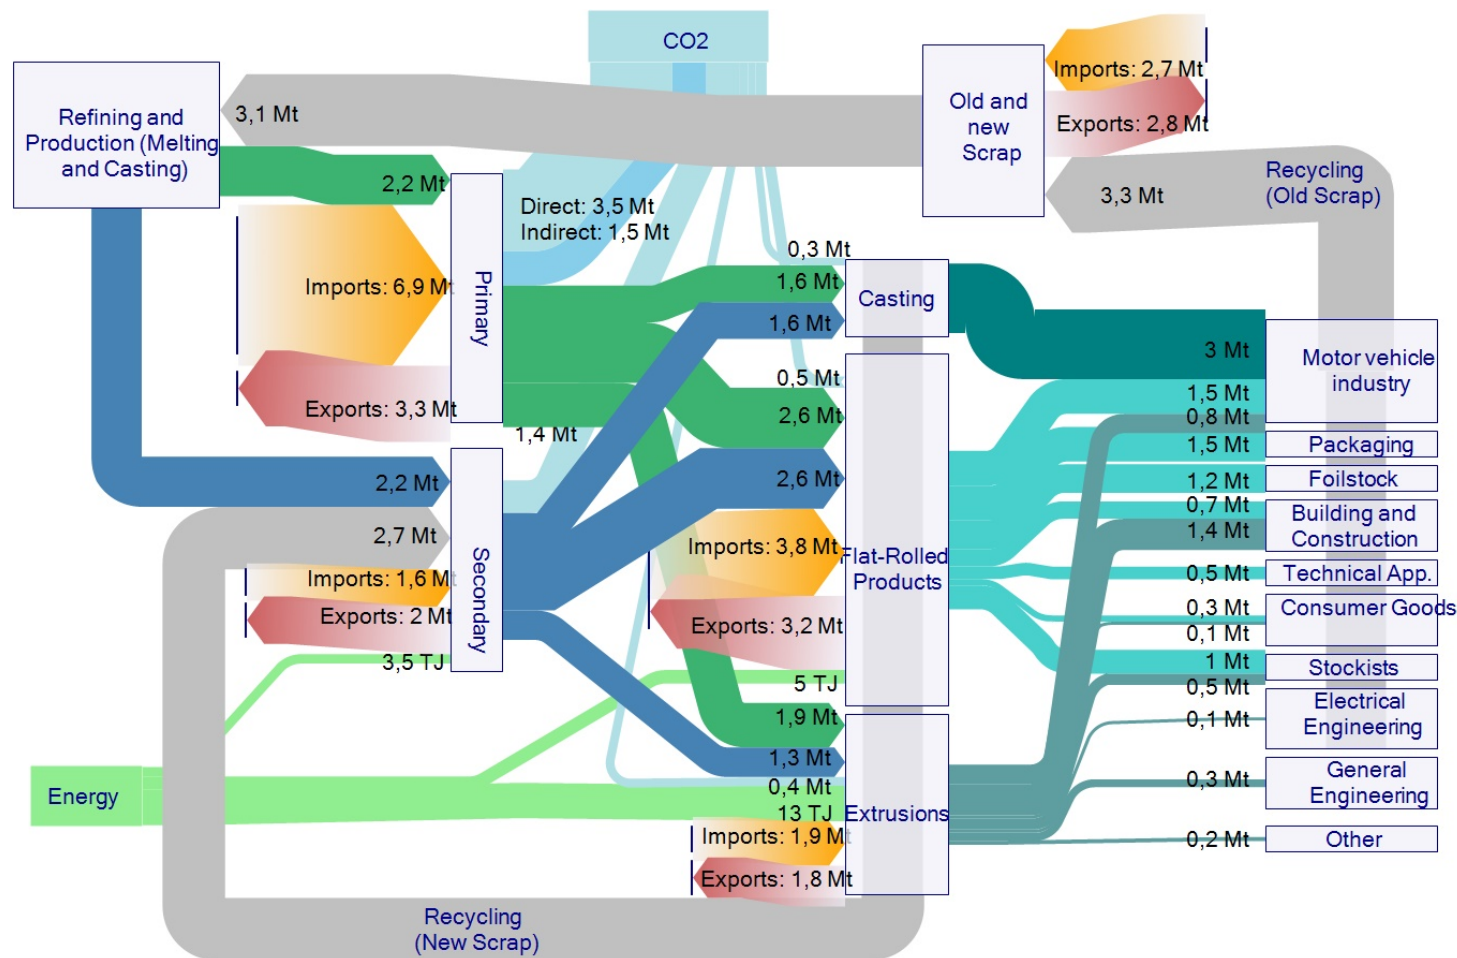 CO2
Imports: 2,7 Mt
Old and
new
Scrap
Exports: 2,8 Mt
Refining and
Production (Melting
and Casting)
3,1 Mt
Recycling
(Old Scrap)
3,3 Mt
2,2 Mt
Direct: 3,5 Mt
Indirect: 1,5 Mt
Primary
Imports: 6,9 Mt
Exports: 3,3 Mt
0,3 Mt
1,6 Mt
Casting
1,6 Mt
3 Mt
Motor vehicle
industry
0,5 Mt
1,5 Mt
2,6 Mt
0,8 Mt
1,4 Mt
1,5 Mt
Packaging
2,2 Mt
2,6 Mt
1,2 Mt
Foilstock
0,7 Mt
Building and
Construction
1,4 Mt
2,7 Mt
Secondary
Imports: 3,8 Mt
Flat-Rolled
Products
Imports: 1,6 Mt
0,5 Mt
Technical App.
Exports: 2 Mt
Exports: 3,2 Mt
0,3 Mt
Consumer Goods
0,1 Mt
3,5 TJ
1 Mt
Stockists
5 TJ
0,5 Mt
1,9 Mt
0,1 Mt
Electrical
Engineering
1,3 Mt
0,4 Mt
0,3 Mt
General
Engineering
Energy
13 TJ
Extrusions
Imports: 1,9 Mt
0,2 Mt
Other
Exports: 1,8 Mt
Recycling
(New Scrap)